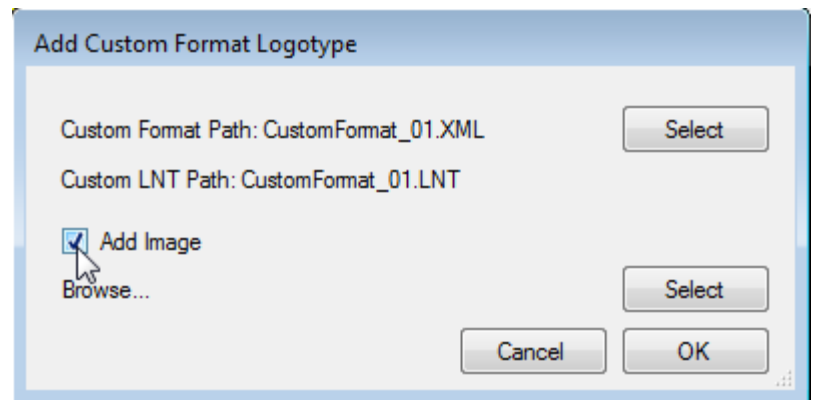 Add Custom Format Logotype
Custom Format Path: CustomFormat_01.XML Select
Custom LNT Path: CustomFormat_01.LNT
Add Image
Browse... Select
Cancel OK